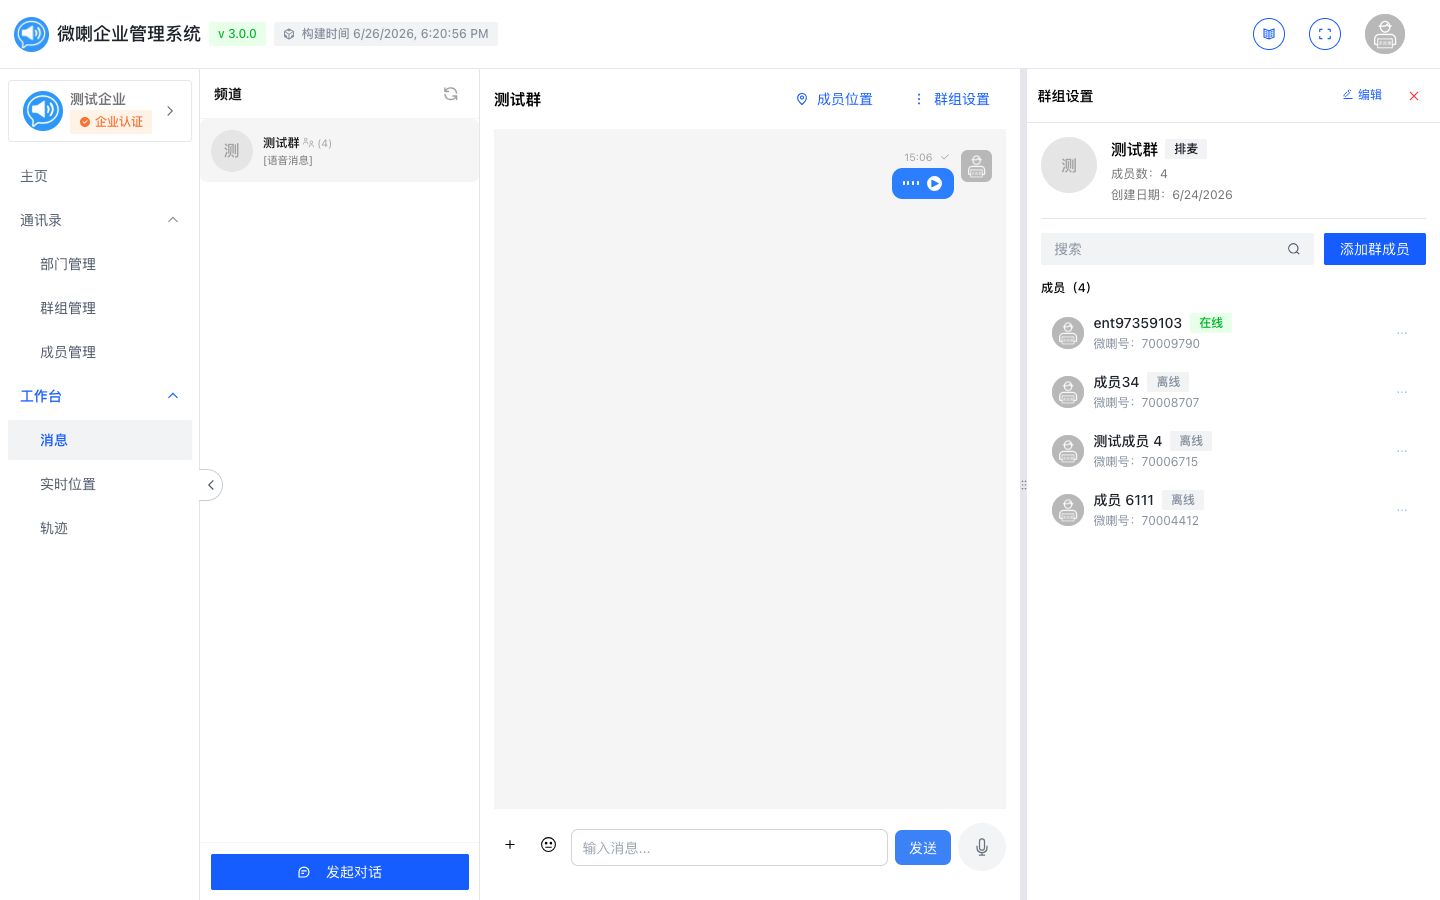 微喇企业管理系统 v 3.0.0 构建时间 6/26/2026, 6:20:56 PM
测试企业
企业认证
主页
通讯录
部门管理
群组管理
成员管理
工作台
消息
实时位置
轨迹
频道
测 测试群 (4)
[语音消息]
发起对话
测试群 成员位置 群组设置
15:06
输入消息... 发送
群组设置 编辑
测 测试群 排麦
成员数：4
创建日期：6/24/2026
搜索 添加群成员
成员（4）
ent97359103 在线
微喇号：70009790
成员34 离线
微喇号：70008707
测试成员 4 离线
微喇号：70006715
成员 6111 离线
微喇号：70004412